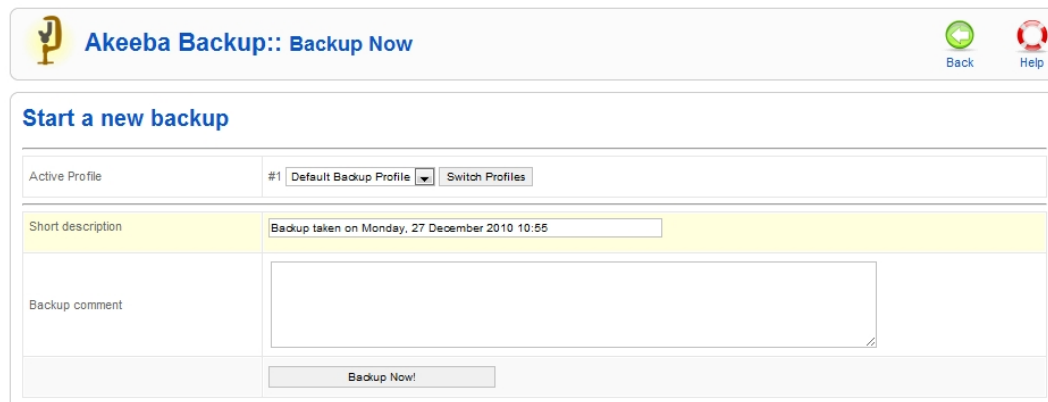 Akeeba Backup:: Backup Now
Back
Help
Start a new backup
Active Profile
#1 Default Backup Profile Switch Profiles
Short description
Backup taken on Monday, 27 December 2010 10:55
Backup comment
Backup Now!